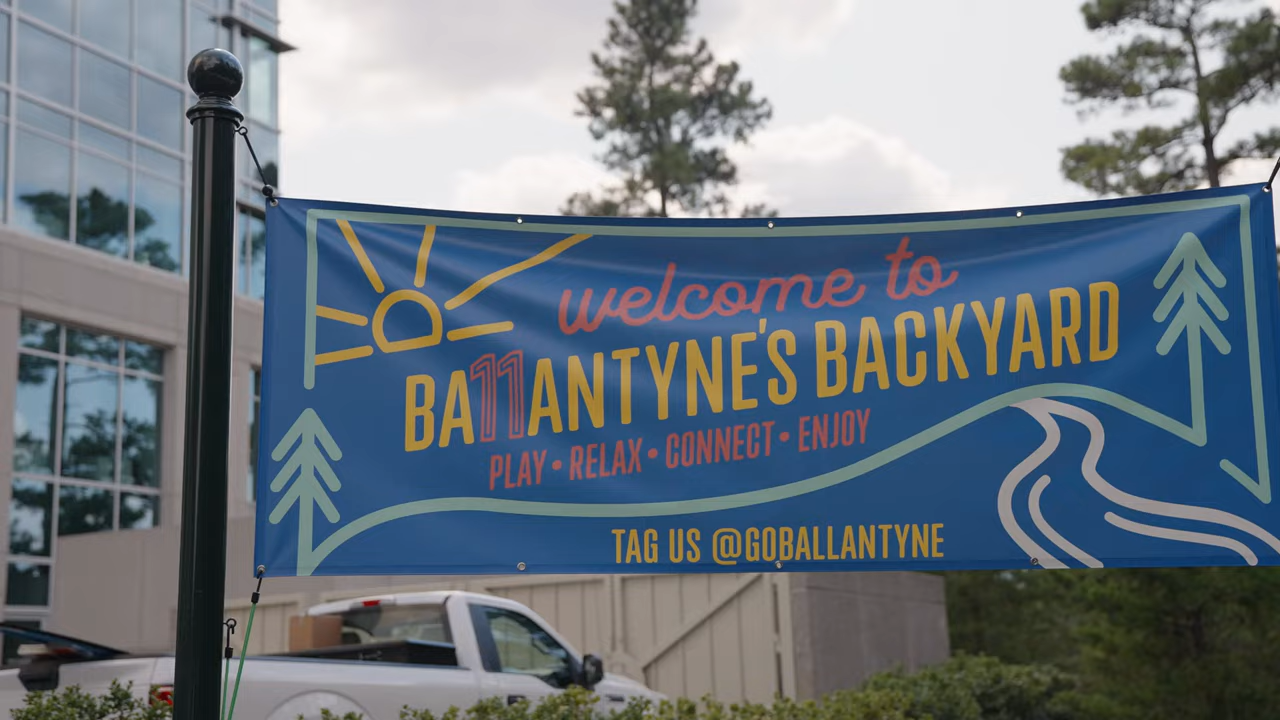 welcome to
BA11ANTYNE'S BACKYARD
PLAY • RELAX • CONNECT • ENJOY
TAG US @GOBALLANTYNE